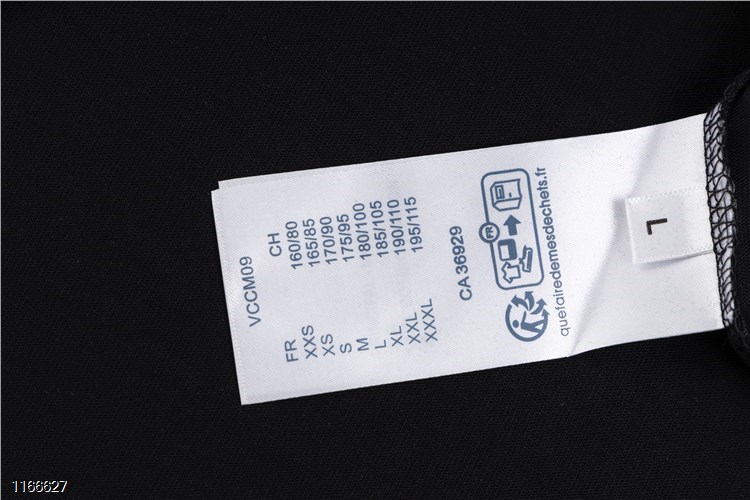 VCCM09
FR CH
XXS 160/80
XS 165/85
S 170/90
M 175/95
L 180/100
XL 185/105
XXL 190/110
XXXL 195/115
CA 36929
FR
quefairedemesdechets.fr
L
1166627